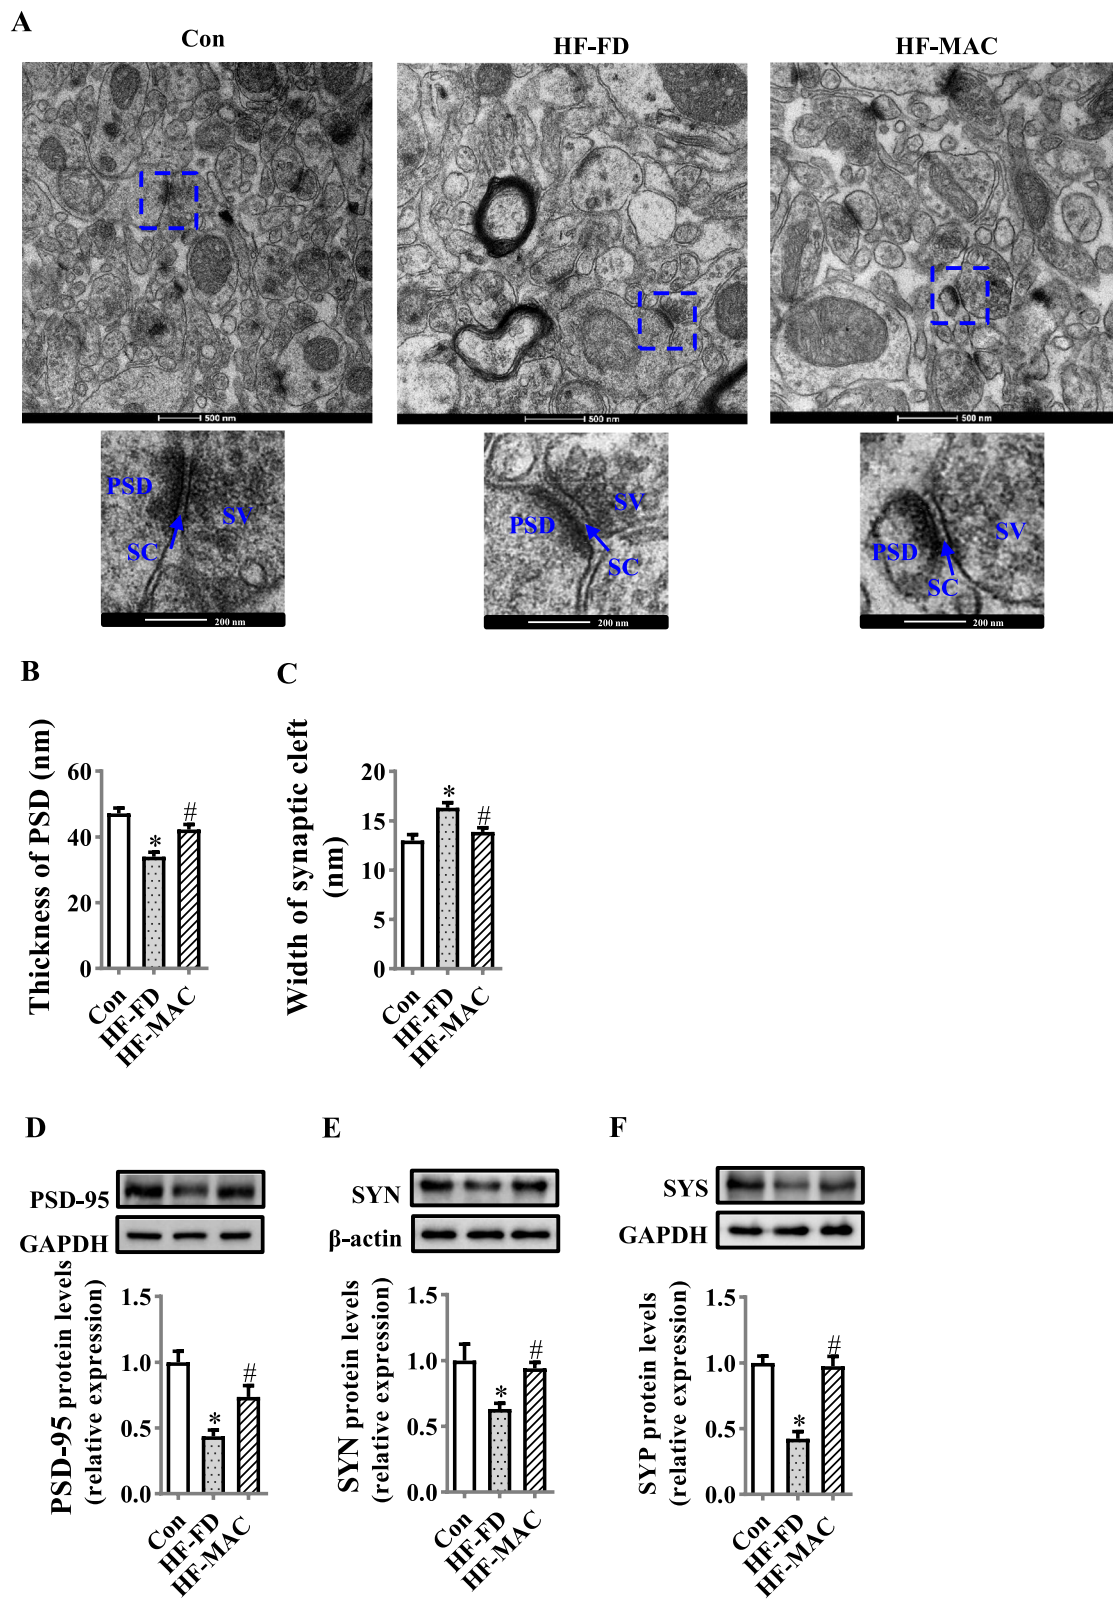 A
Con
HF-FD
HF-MAC
500 nm
500 nm
500 nm
PSD
SV
SC
200 nm
PSD
SV
SC
200 nm
PSD
SV
SC
200 nm
B
Thickness of PSD (nm)
60
40
20
0
*
#
Con
HF-FD
HF-MAC
C
Width of synaptic cleft
(nm)
20
15
10
5
0
*
#
Con
HF-FD
HF-MAC
D
PSD-95
GAPDH
PSD-95 protein levels
(relative expression)
1.5
1.0
0.5
0.0
*
#
Con
HF-FD
HF-MAC
E
SYN
β-actin
SYN protein levels
(relative expression)
1.5
1.0
0.5
0.0
*
#
Con
HF-FD
HF-MAC
F
SYS
GAPDH
SYP protein levels
(relative expression)
1.5
1.0
0.5
0.0
*
#
Con
HF-FD
HF-MAC